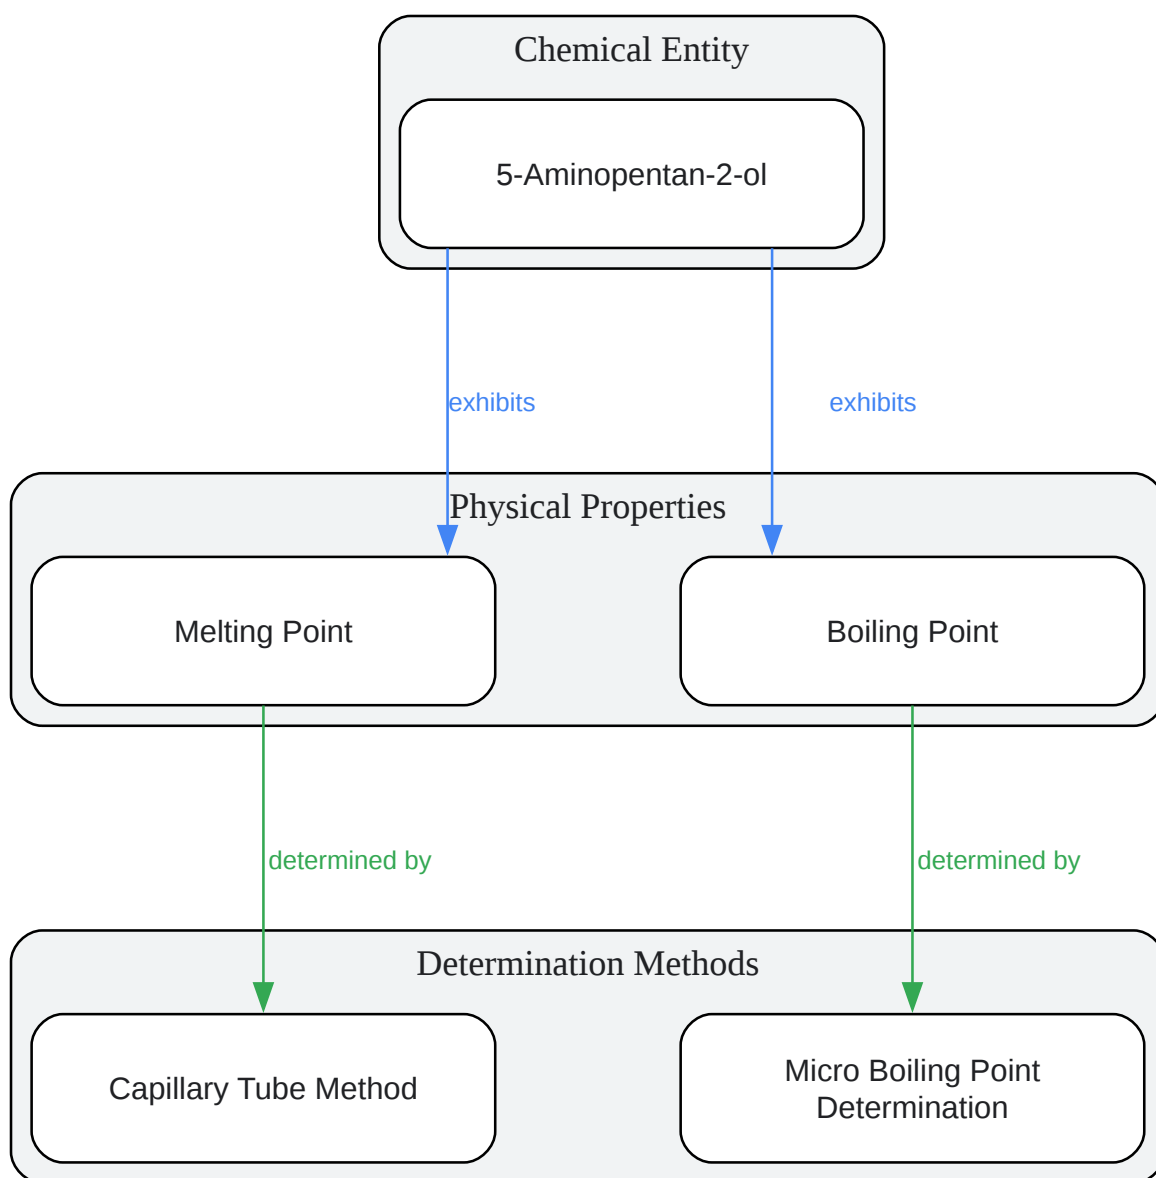 Chemical Entity
5-Aminopentan-2-ol
exhibits
exhibits
Physical Properties
Melting Point
Boiling Point
determined by
determined by
Determination Methods
Capillary Tube Method
Micro Boiling Point
Determination